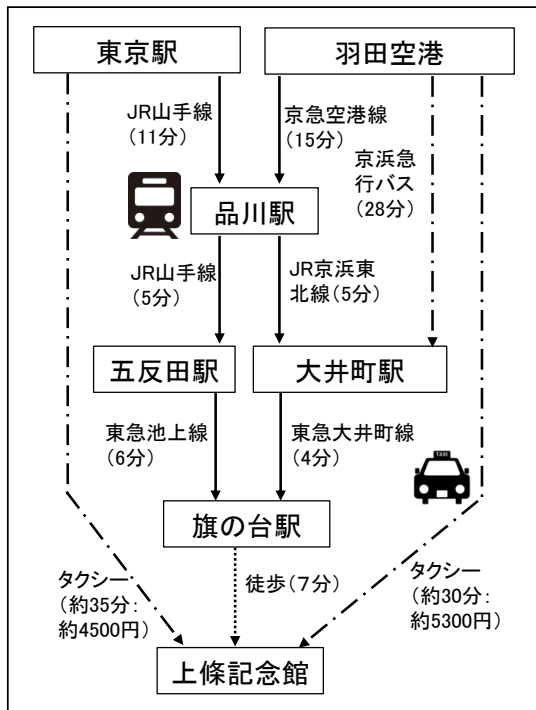 東京駅
羽田空港
JR山手線
(11分)
京急空港線
(15分)
京浜急
行バス
(28分)
品川駅
JR山手線
(5分)
JR京浜東
北線(5分)
五反田駅
大井町駅
東急池上線
(6分)
東急大井町線
(4分)
TAXI
旗の台駅
タクシー
(約35分:
約4500円)
徒歩(7分)
タクシー
(約30分:
約5300円)
上條記念館